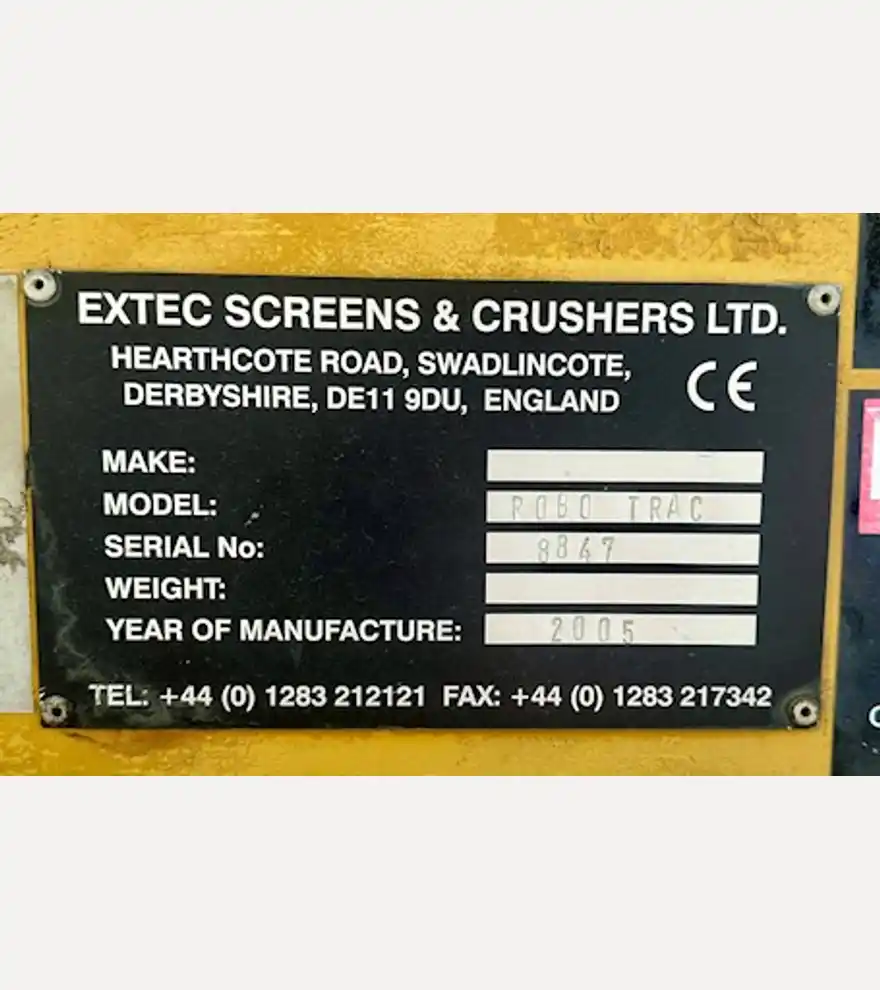 EXTEC SCREENS & CRUSHERS LTD.
HEARTHCOTE ROAD, SWADLINCOTE,
DERBYSHIRE, DE11 9DU, ENGLAND
CE
MAKE:
MODEL: ROBO TRAC
SERIAL No: 8847
WEIGHT:
YEAR OF MANUFACTURE: 2005
TEL: +44 (0) 1283 212121 FAX: +44 (0) 1283 217342